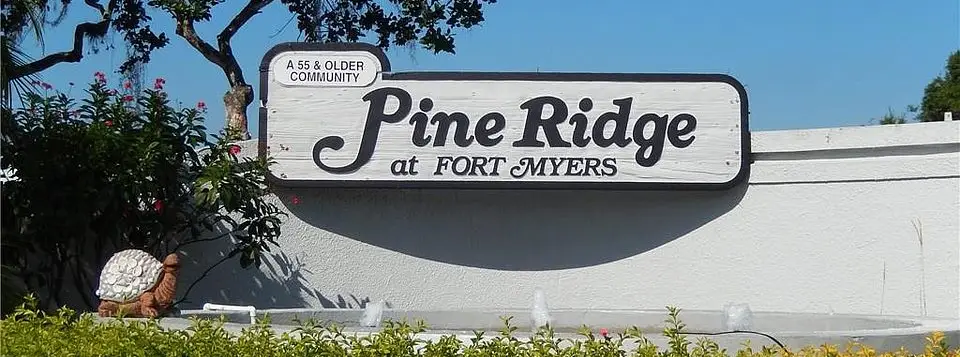 A 55 & OLDER
COMMUNITY
Pine Ridge
at FORT MYERS